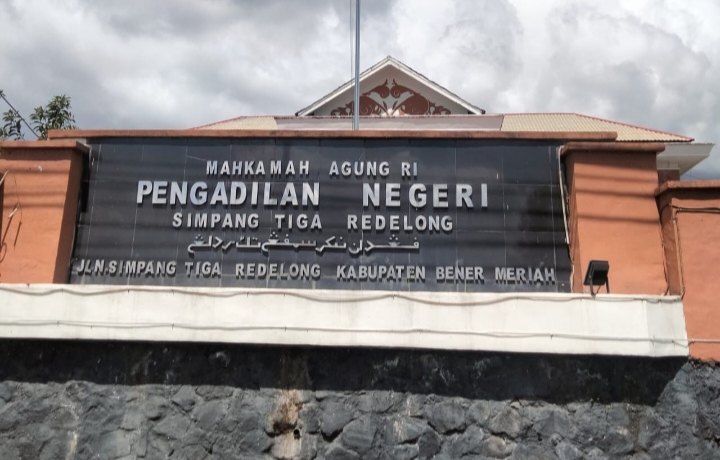 MAHKAMAH AGUNG RI
PENGADILAN NEGERI
SIMPANG TIGA REDELONG
JLN.SIMPANG TIGA REDELONG KABUPATEN BENER MERIAH